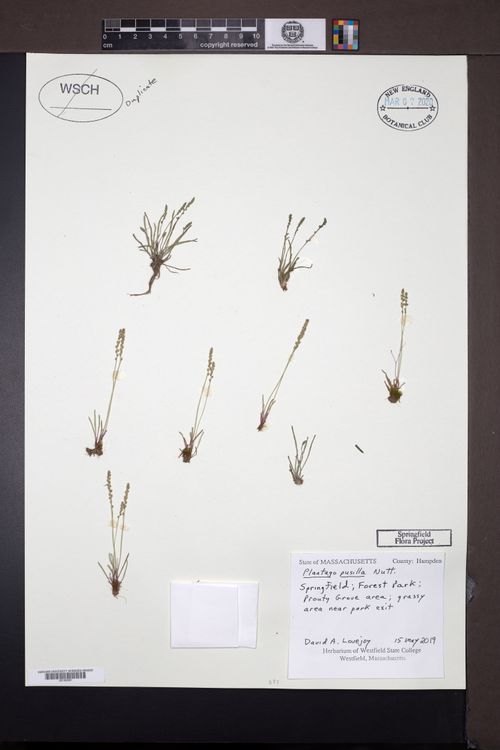 cm 1 2 3 4 5 6 7 8 9 10
copyright reserved
WSCH
Duplicate
NEW ENGLAND
MAR 07 2020
BOTANICAL CLUB
Springfield
Flora Project
State of MASSACHUSETTS County: Hampden
Plantago pusilla Nutt.
Springfield; Forest Park;
Prouty Grove area; grassy
area near park exit
David A. Lovejoy 15 May 2019
Herbarium of Westfield State College
Westfield, Massachusetts